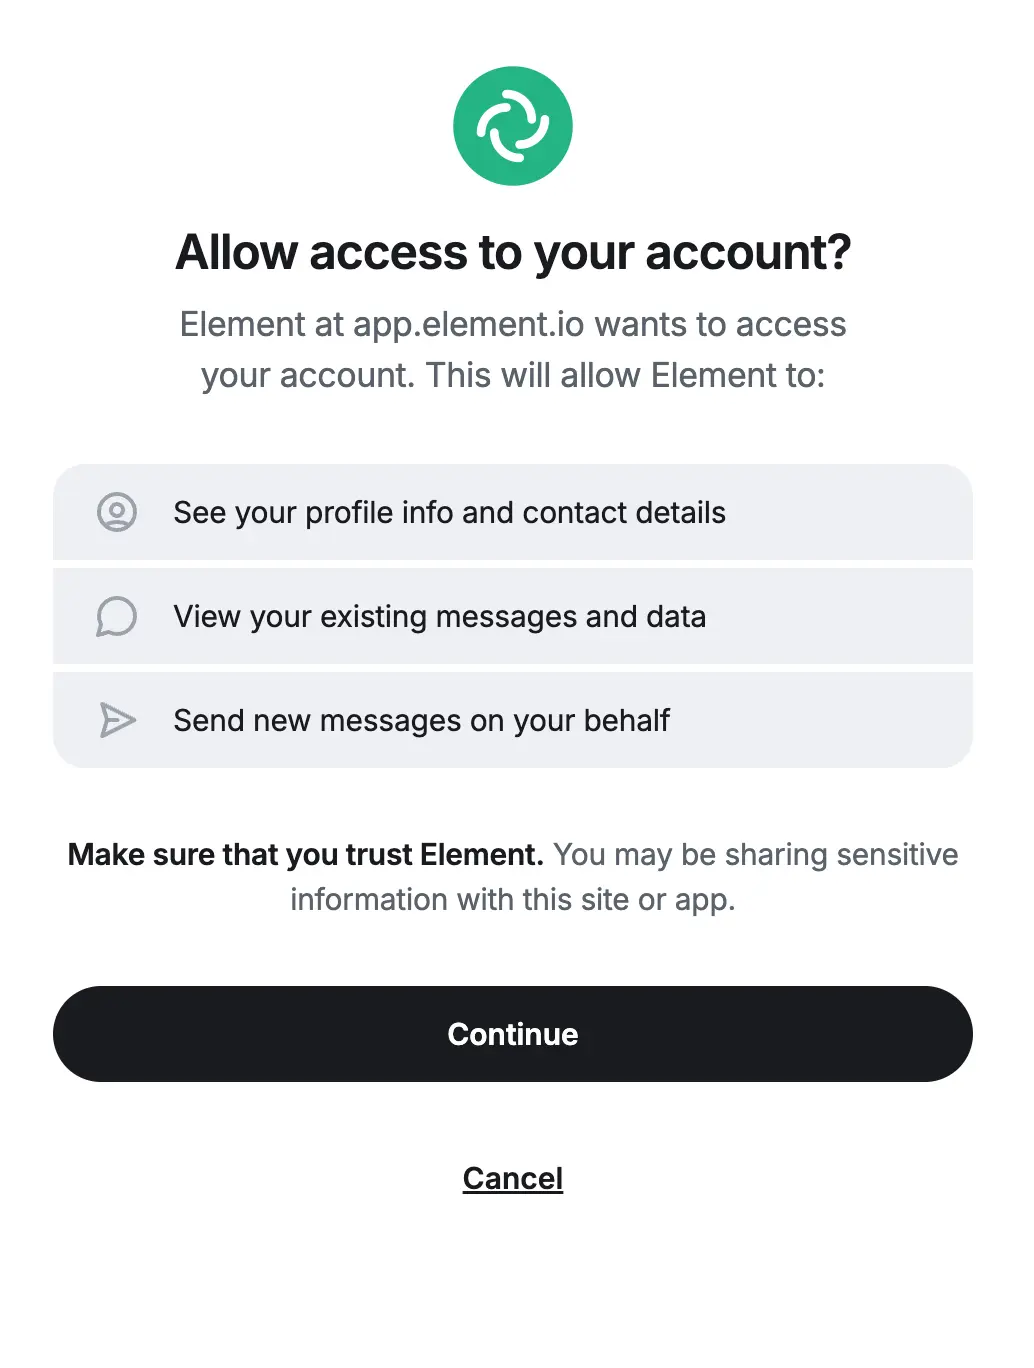 Allow access to your account?
Element at app.element.io wants to access
your account. This will allow Element to:
See your profile info and contact details
View your existing messages and data
Send new messages on your behalf
Make sure that you trust Element. You may be sharing sensitive
information with this site or app.
Continue
Cancel